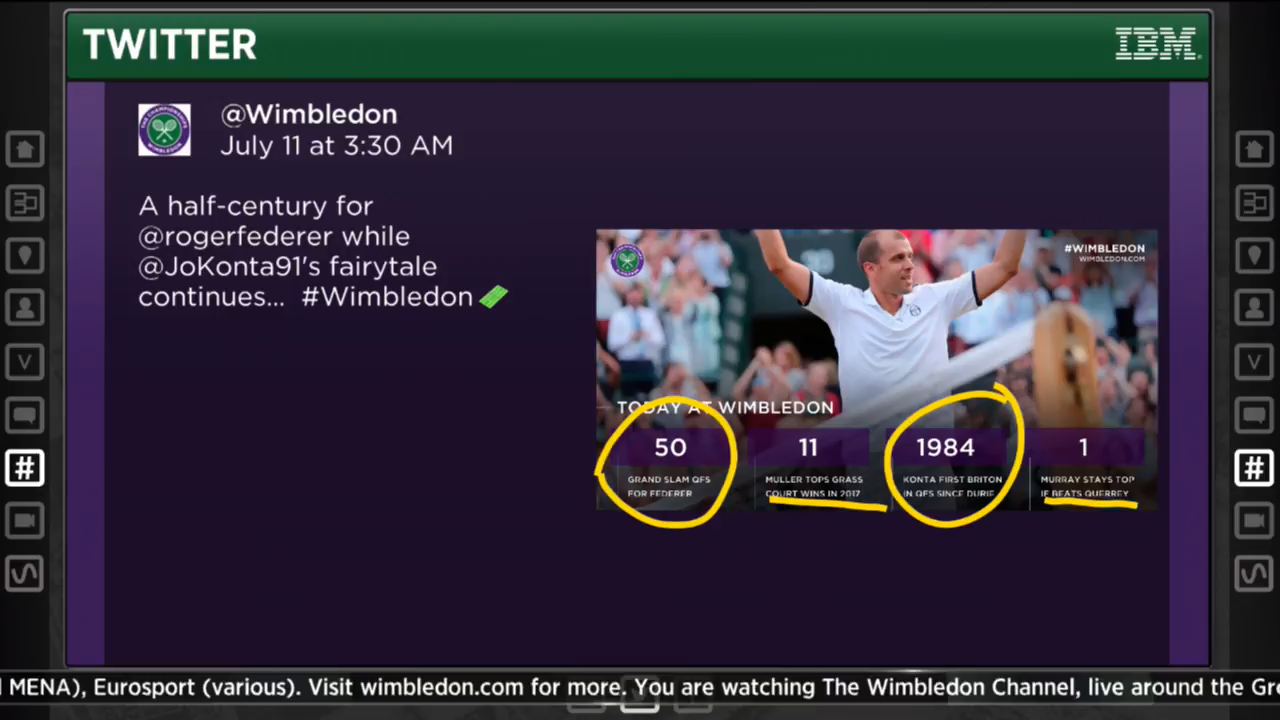 TWITTER
IBM
@Wimbledon
July 11 at 3:30 AM
A half-century for
@rogerfederer while
@JoKonta91's fairytale
continues... #Wimbledon
#WIMBLEDON
WIMBLEDON.COM
TODAY AT WIMBLEDON
50
GRAND SLAM QFS
FOR FEDERER
11
MULLER TOPS GRASS
COURT WINS IN 2017
1984
KONTA FIRST BRITON
IN QFS SINCE DURIE
1
MURRAY STAYS TOP
IF BEATS QUERREY
MENA), Eurosport (various). Visit wimbledon.com for more. You are watching The Wimbledon Channel, live around the